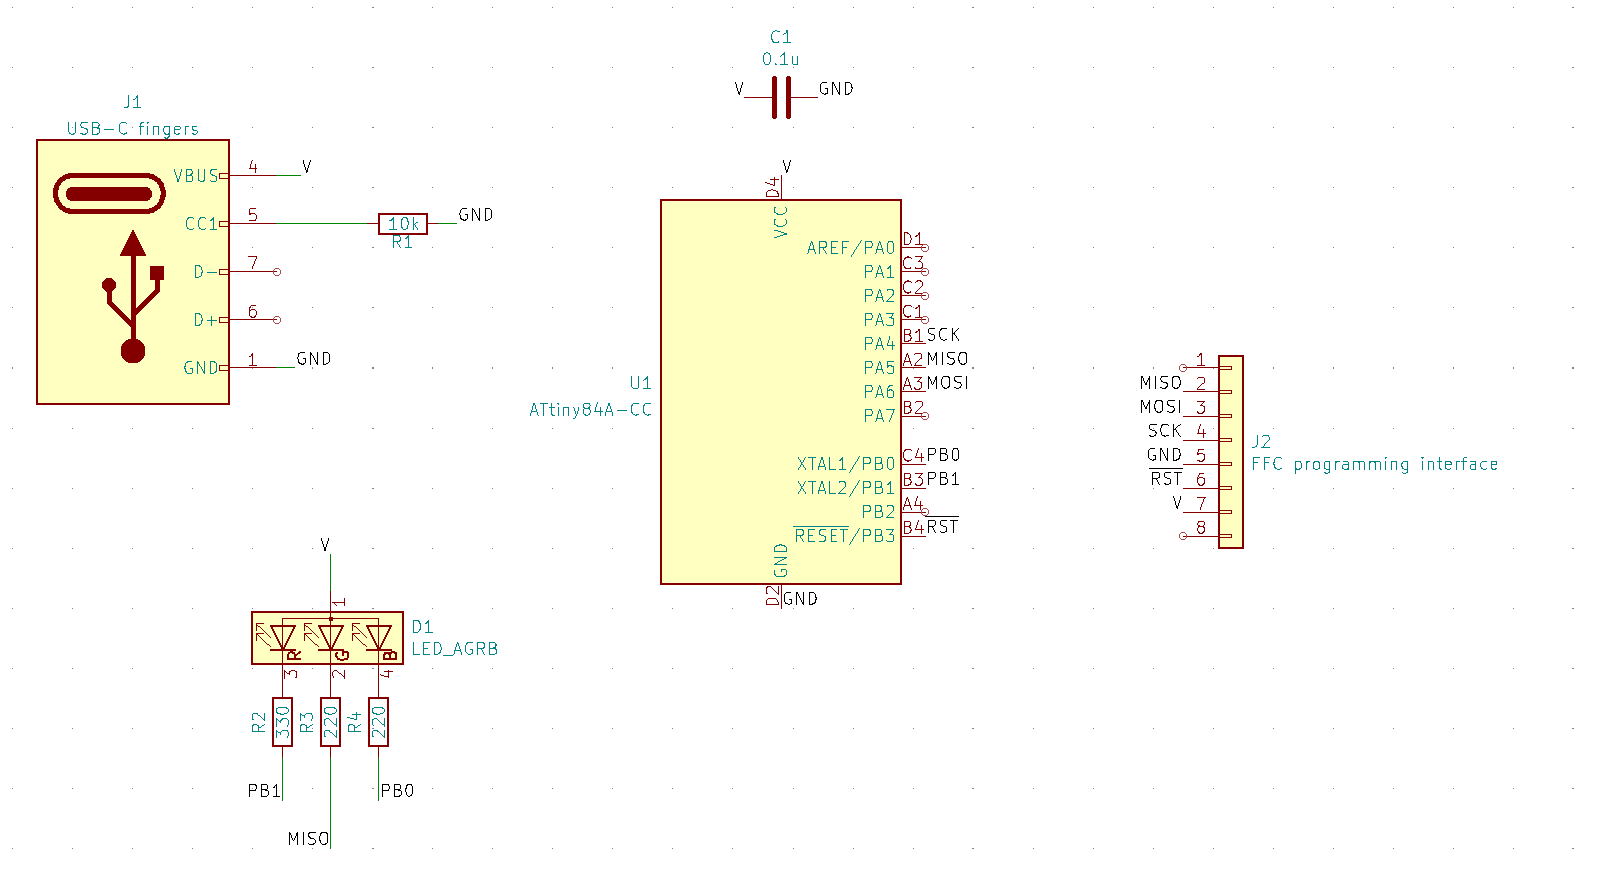 C1
0.1u
V
GND
J1
USB-C fingers
VBUS
4
V
CC1
5
10k
R1
GND
D-
7
D+
6
GND
1
GND
V
D4
VCC
AREF/PA0
D1
PA1
C3
PA2
C2
PA3
C1
PA4
B1
SCK
PA5
A2
MISO
PA6
A3
MOSI
PA7
B2
U1
ATtiny84A-CC
XTAL1/PB0
C4
PB0
XTAL2/PB1
B3
PB1
PB2
A4
RESET/PB3
B4
RST
GND
D2
GND
1
MISO
2
MOSI
3
SCK
4
GND
5
RST
6
V
7
8
J2
FFC programming interface
V
1
D1
LED_AGRB
R
G
B
3
2
4
R2
330
R3
220
R4
220
PB1
PB0
MISO